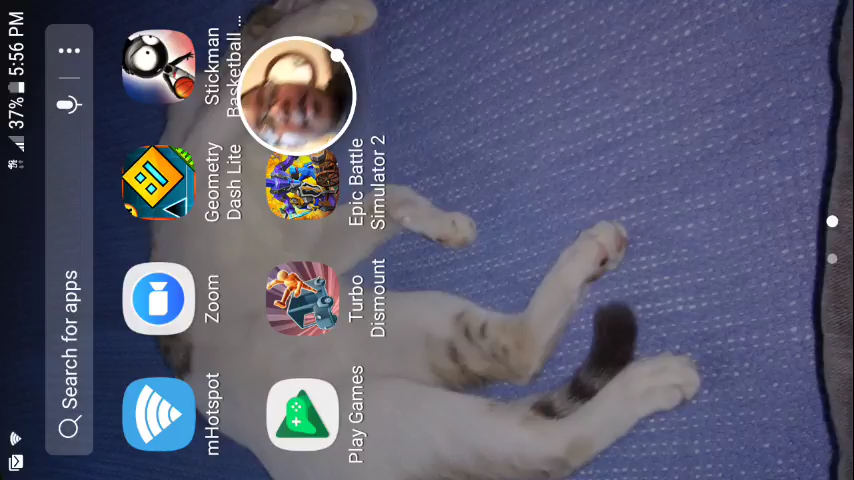 37% 5:56 PM
Search for apps
mHotspot
Zoom
Geometry
Dash Lite
Stickman
Basketball ...
Play Games
Turbo
Dismount
Epic Battle
Simulator 2